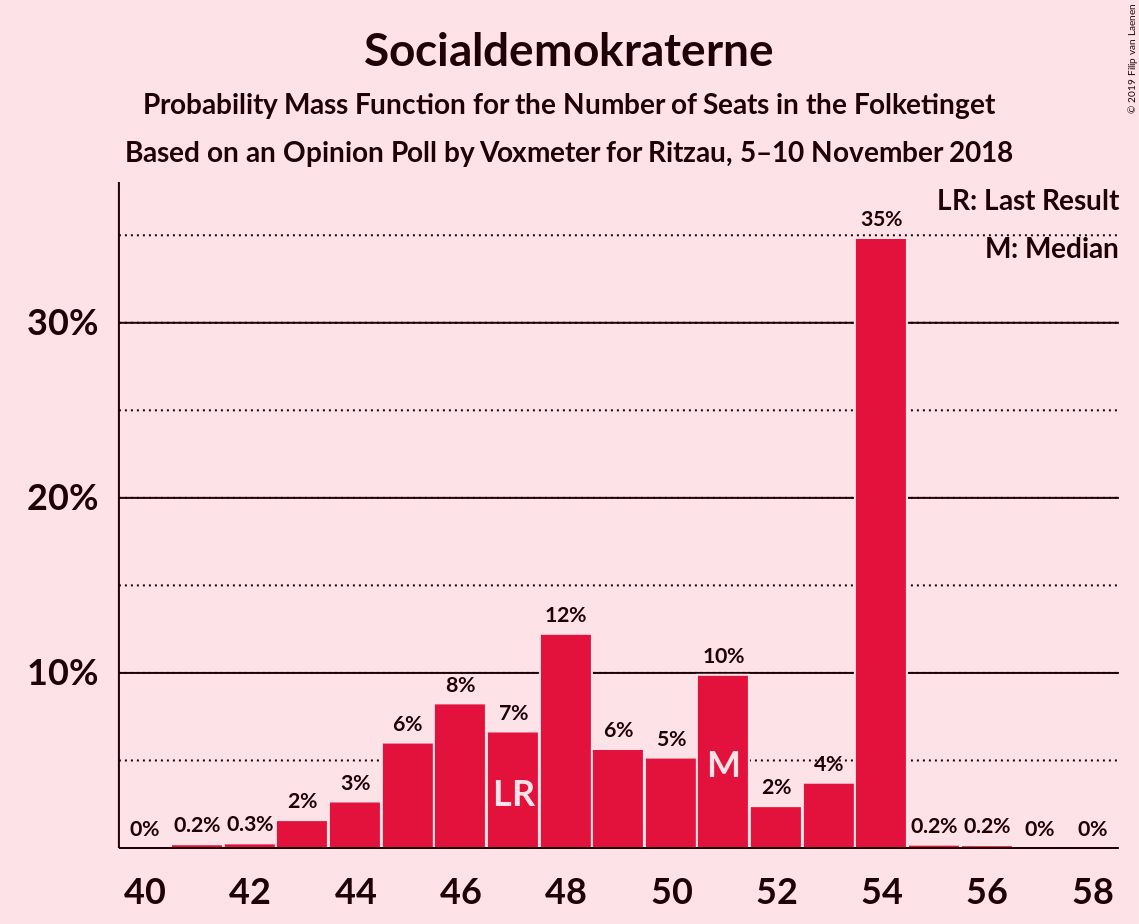 Socialdemokraterne
Probability Mass Function for the Number of Seats in the Folketinget
Based on an Opinion Poll by Voxmeter for Ritzau, 5–10 November 2018
© 2019 Filip van Laenen
LR: Last Result
M: Median
30%
20%
10%
0%
0.2%
0.3%
2%
3%
6%
8%
7%
12%
6%
5%
10%
2%
4%
35%
0.2%
0.2%
0%
0%
LR
M
40 42 44 46 48 50 52 54 56 58